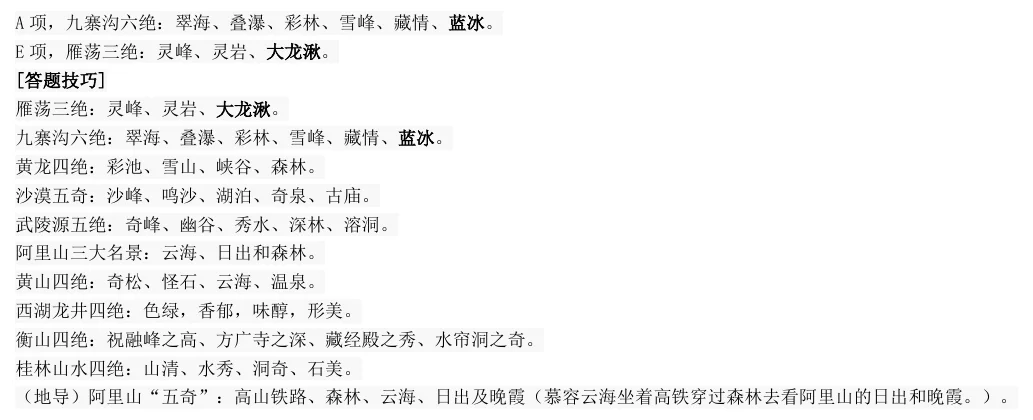 A 项，九寨沟六绝：翠海、叠瀑、彩林、雪峰、藏情、蓝冰。
E 项，雁荡三绝：灵峰、灵岩、大龙湫。
[答题技巧]
雁荡三绝：灵峰、灵岩、大龙湫。
九寨沟六绝：翠海、叠瀑、彩林、雪峰、藏情、蓝冰。
黄龙四绝：彩池、雪山、峡谷、森林。
沙漠五奇：沙峰、鸣沙、湖泊、奇泉、古庙。
武陵源五绝：奇峰、幽谷、秀水、深林、溶洞。
阿里山三大名景：云海、日出和森林。
黄山四绝：奇松、怪石、云海、温泉。
西湖龙井四绝：色绿，香郁，味醇，形美。
衡山四绝：祝融峰之高、方广寺之深、藏经殿之秀、水帘洞之奇。
桂林山水四绝：山清、水秀、洞奇、石美。
（地导）阿里山“五奇”：高山铁路、森林、云海、日出及晚霞（慕容云海坐着高铁穿过森林去看阿里山的日出和晚霞。）。